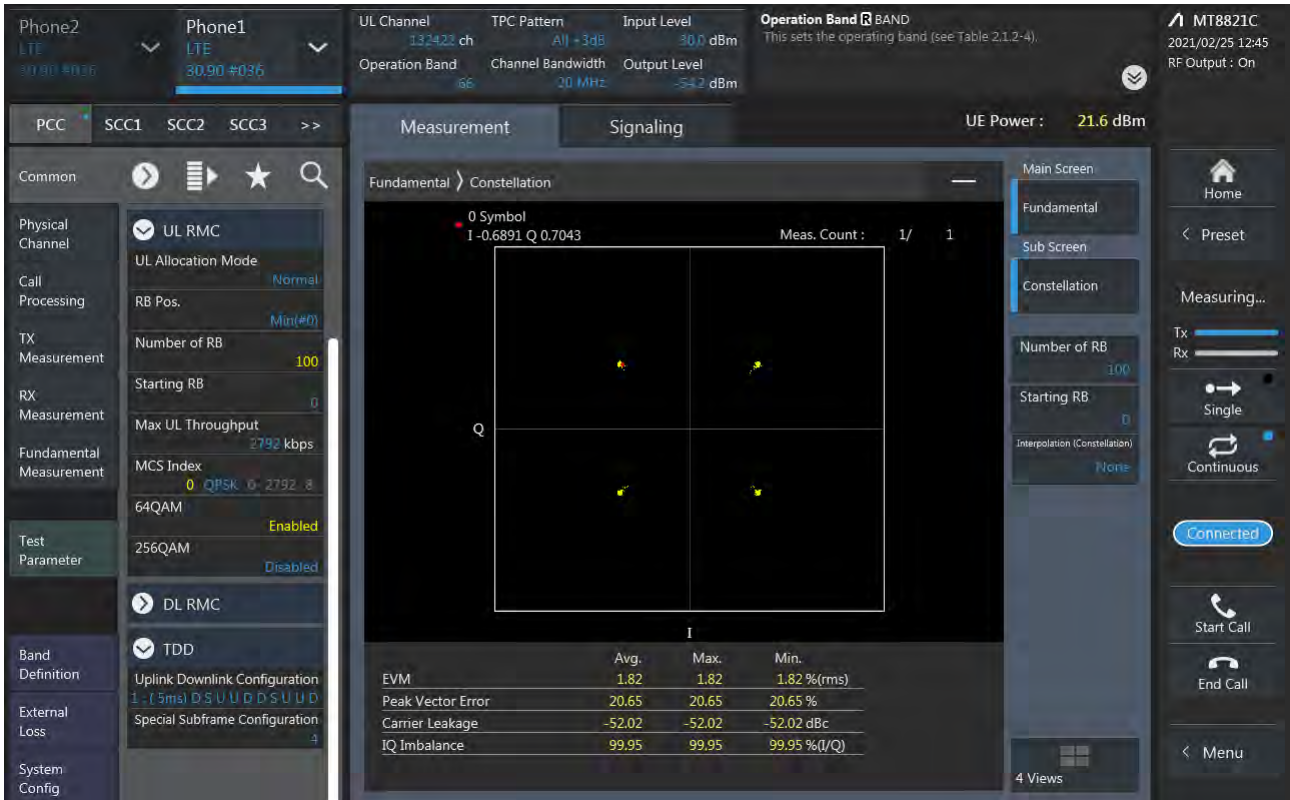 Phone2
LTE
30.90 #036
Phone1
LTE
30.90 #036
UL Channel
132422 ch
TPC Pattern
All +3dB
Input Level
30.0 dBm
Operation Band
66
Channel Bandwidth
20 MHz
Output Level
-54.2 dBm
Operation Band R BAND
This sets the operating band (see Table 2.1.2-4).
MT8821C
2021/02/25 12:45
RF Output : On
PCC SCC1 SCC2 SCC3 >>
Measurement
Signaling
UE Power : 21.6 dBm
Common
Physical
Channel
Call
Processing
TX
Measurement
RX
Measurement
Fundamental
Measurement
Test
Parameter
Band
Definition
External
Loss
System
Config
UL RMC
UL Allocation Mode
Normal
RB Pos.
Min(#0)
Number of RB
100
Starting RB
0
Max UL Throughput
2792 kbps
MCS Index
0 QPSK 0 2792 8
64QAM
Enabled
256QAM
Disabled
DL RMC
TDD
Uplink Downlink Configuration
1 : ( 5ms) D S U U D D S U U D
Special Subframe Configuration
4
Fundamental 〉 Constellation
0 Symbol
I -0.6891 Q 0.7043
Meas. Count : 1/ 1
Q
I
Avg. Max. Min.
EVM 1.82 1.82 1.82 %(rms)
Peak Vector Error 20.65 20.65 20.65 %
Carrier Leakage -52.02 -52.02 -52.02 dBc
IQ Imbalance 99.95 99.95 99.95 %(I/Q)
Main Screen
Fundamental
Sub Screen
Constellation
Number of RB
100
Starting RB
0
Interpolation (Constellation)
None
4 Views
Home
< Preset
Measuring...
Tx
Rx
Single
Continuous
Connected
Start Call
End Call
< Menu